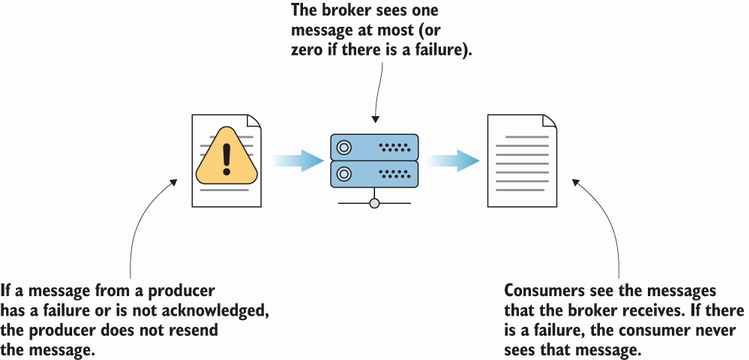 The broker sees one
message at most (or
zero if there is a failure).
If a message from a producer
has a failure or is not acknowledged,
the producer does not resend
the message.
Consumers see the messages
that the broker receives. If there
is a failure, the consumer never
sees that message.